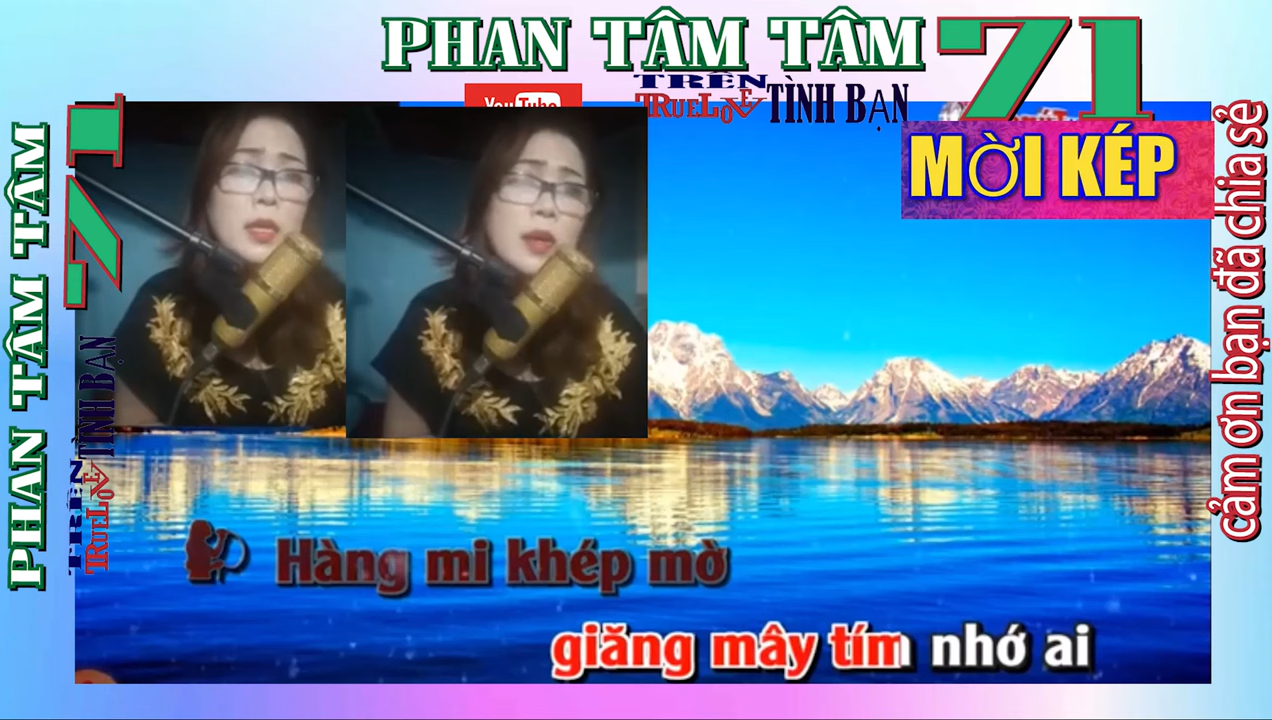 PHAN TÂM TÂM 71
YouTube
TRÊN
TRUELOVE TÌNH BẠN
MỜI KÉP
PHAN TÂM TÂM 71
TRÊN
TRUELOVE TÌNH BẠN
cảm ơn bạn đã chia sẻ
Hàng mi khép mờ
giăng mây tím nhớ ai